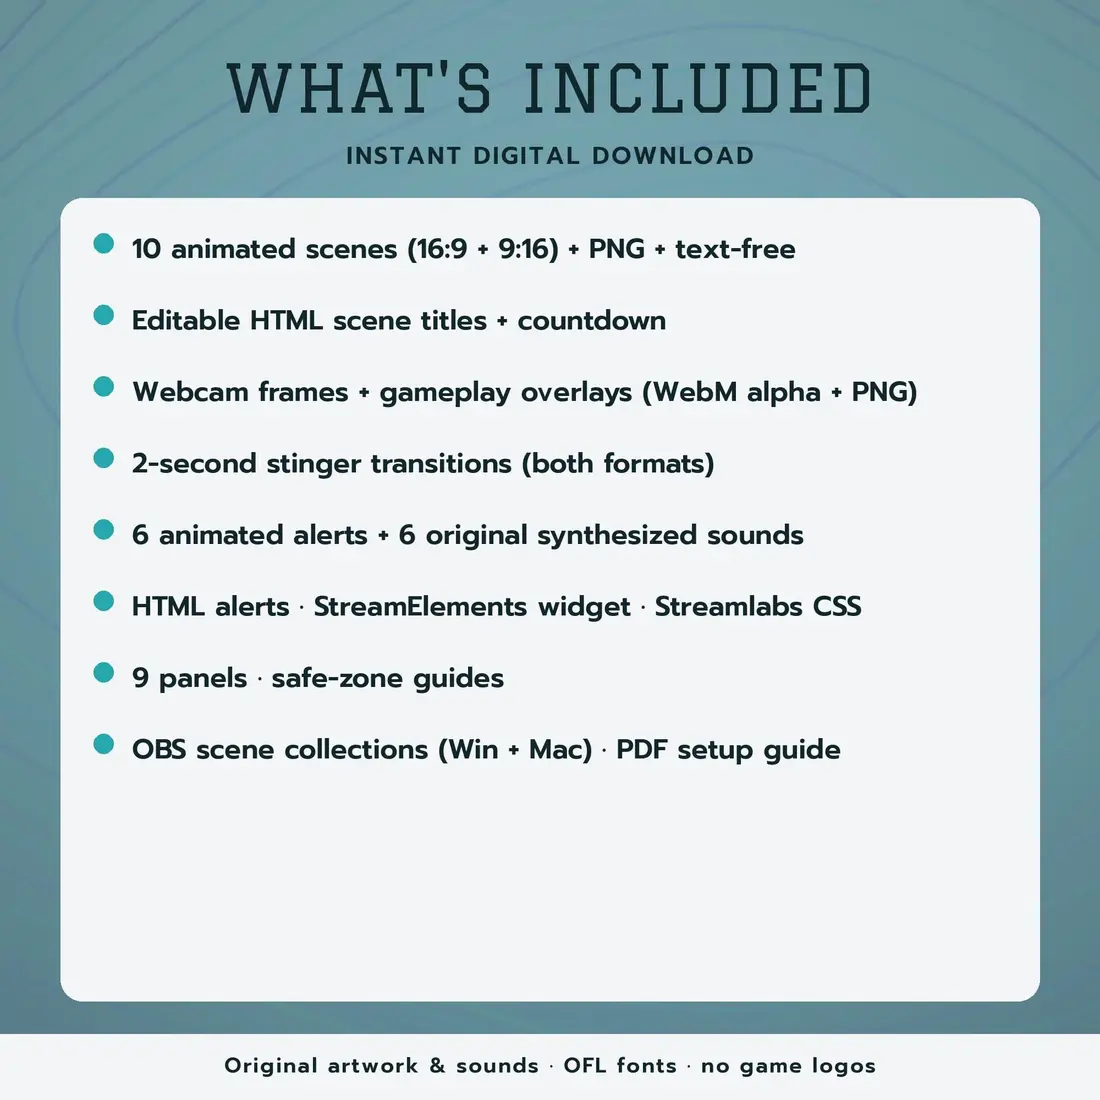 WHAT'S INCLUDED
INSTANT DIGITAL DOWNLOAD
10 animated scenes (16:9 + 9:16) + PNG + text-free
Editable HTML scene titles + countdown
Webcam frames + gameplay overlays (WebM alpha + PNG)
2-second stinger transitions (both formats)
6 animated alerts + 6 original synthesized sounds
HTML alerts · StreamElements widget · Streamlabs CSS
9 panels · safe-zone guides
OBS scene collections (Win + Mac) · PDF setup guide
Original artwork & sounds · OFL fonts · no game logos